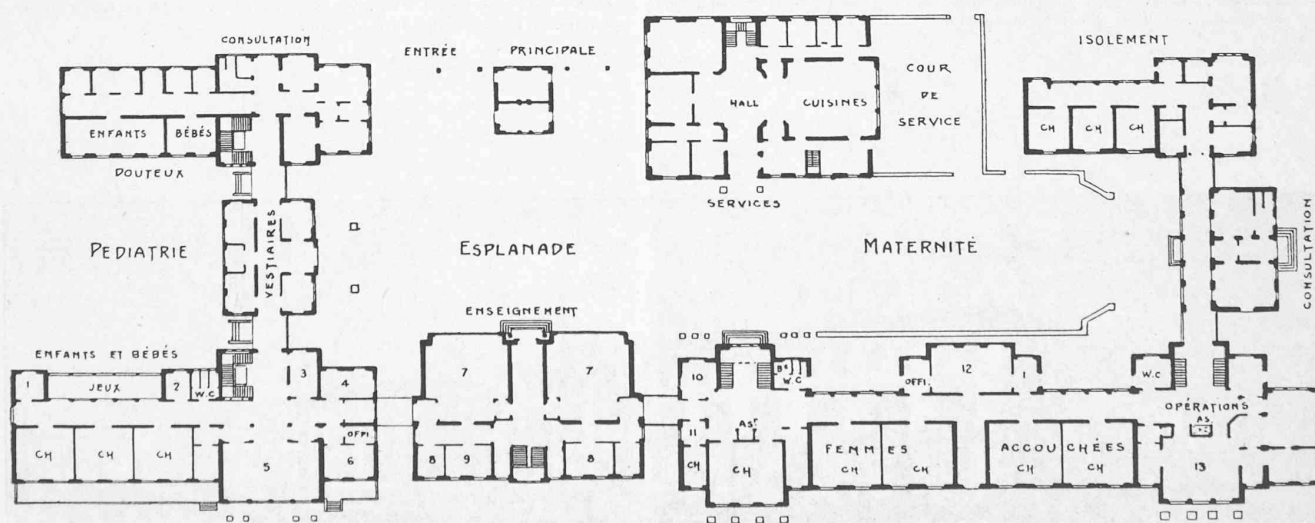 CONSULTATION
ENTRÉE PRINCIPALE
ISOLEMENT
HALL CUISINES
COUR
DE
SERVICE
ENFANTS BÉBÉS
CH CH CH
DOUTEUX
SERVICES
VESTIAIRES
PEDIATRIE ESPLANADE MATERNITÉ
CONSULTATION
ENSEIGNEMENT
ENFANTS ET BÉBÉS
1 JEUX 2 W.C 3 4
7 7
10 W.C
OFFI. 12 1
W.C
OPÉRATIONS
OFFI
5 6
CH CH CH
8 9 8
11 CH
CH
FEMMES
CH CH
ACCOUCHÉES
CH CH
13